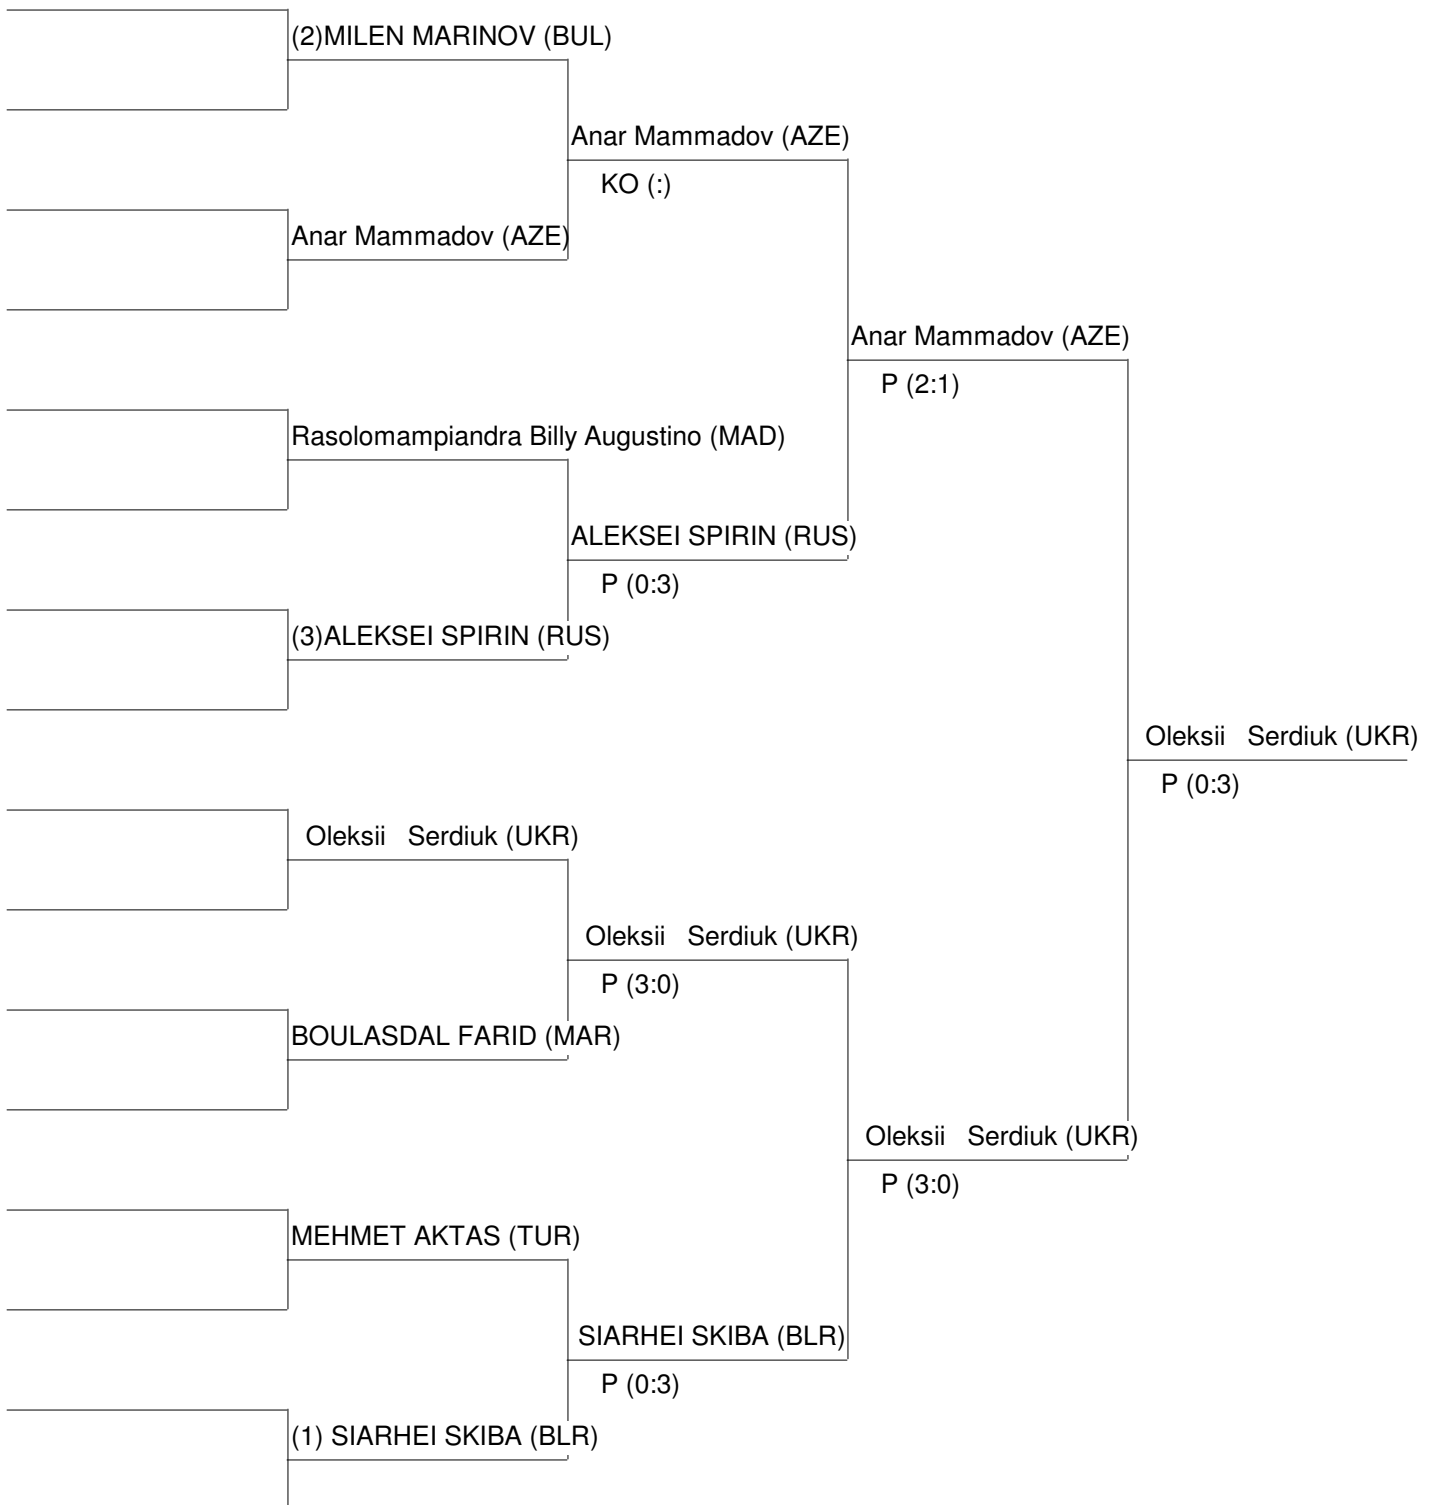 (2)MILEN MARINOV (BUL)
Anar Mammadov (AZE)
KO (:)
Anar Mammadov (AZE)
Anar Mammadov (AZE)
P (2:1)
Rasolomampiandra Billy Augustino (MAD)
ALEKSEI SPIRIN (RUS)
P (0:3)
(3)ALEKSEI SPIRIN (RUS)
Oleksii Serdiuk (UKR)
P (0:3)
Oleksii Serdiuk (UKR)
Oleksii Serdiuk (UKR)
P (3:0)
BOULASDAL FARID (MAR)
Oleksii Serdiuk (UKR)
P (3:0)
MEHMET AKTAS (TUR)
SIARHEI SKIBA (BLR)
P (0:3)
(1) SIARHEI SKIBA (BLR)